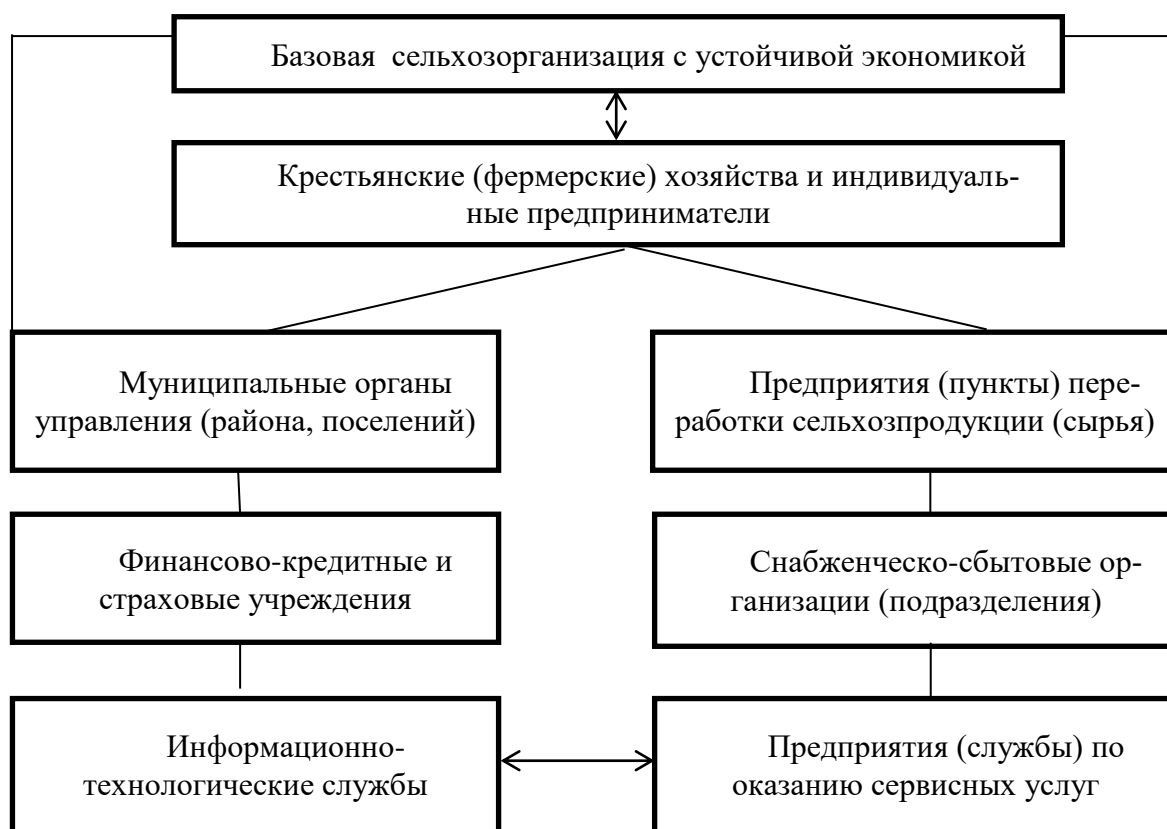 Базовая сельхозорганизация с устойчивой экономикой
Крестьянские (фермерские) хозяйства и индивидуаль-
ные предприниматели
Муниципальные органы
управления (района, поселений)
Предприятия (пункты) пере-
работки сельхозпродукции (сырья)
Финансово-кредитные и
страховые учреждения
Снабженческо-сбытовые ор-
ганизации (подразделения)
Информационно-
технологические службы
Предприятия (службы) по
оказанию сервисных услуг